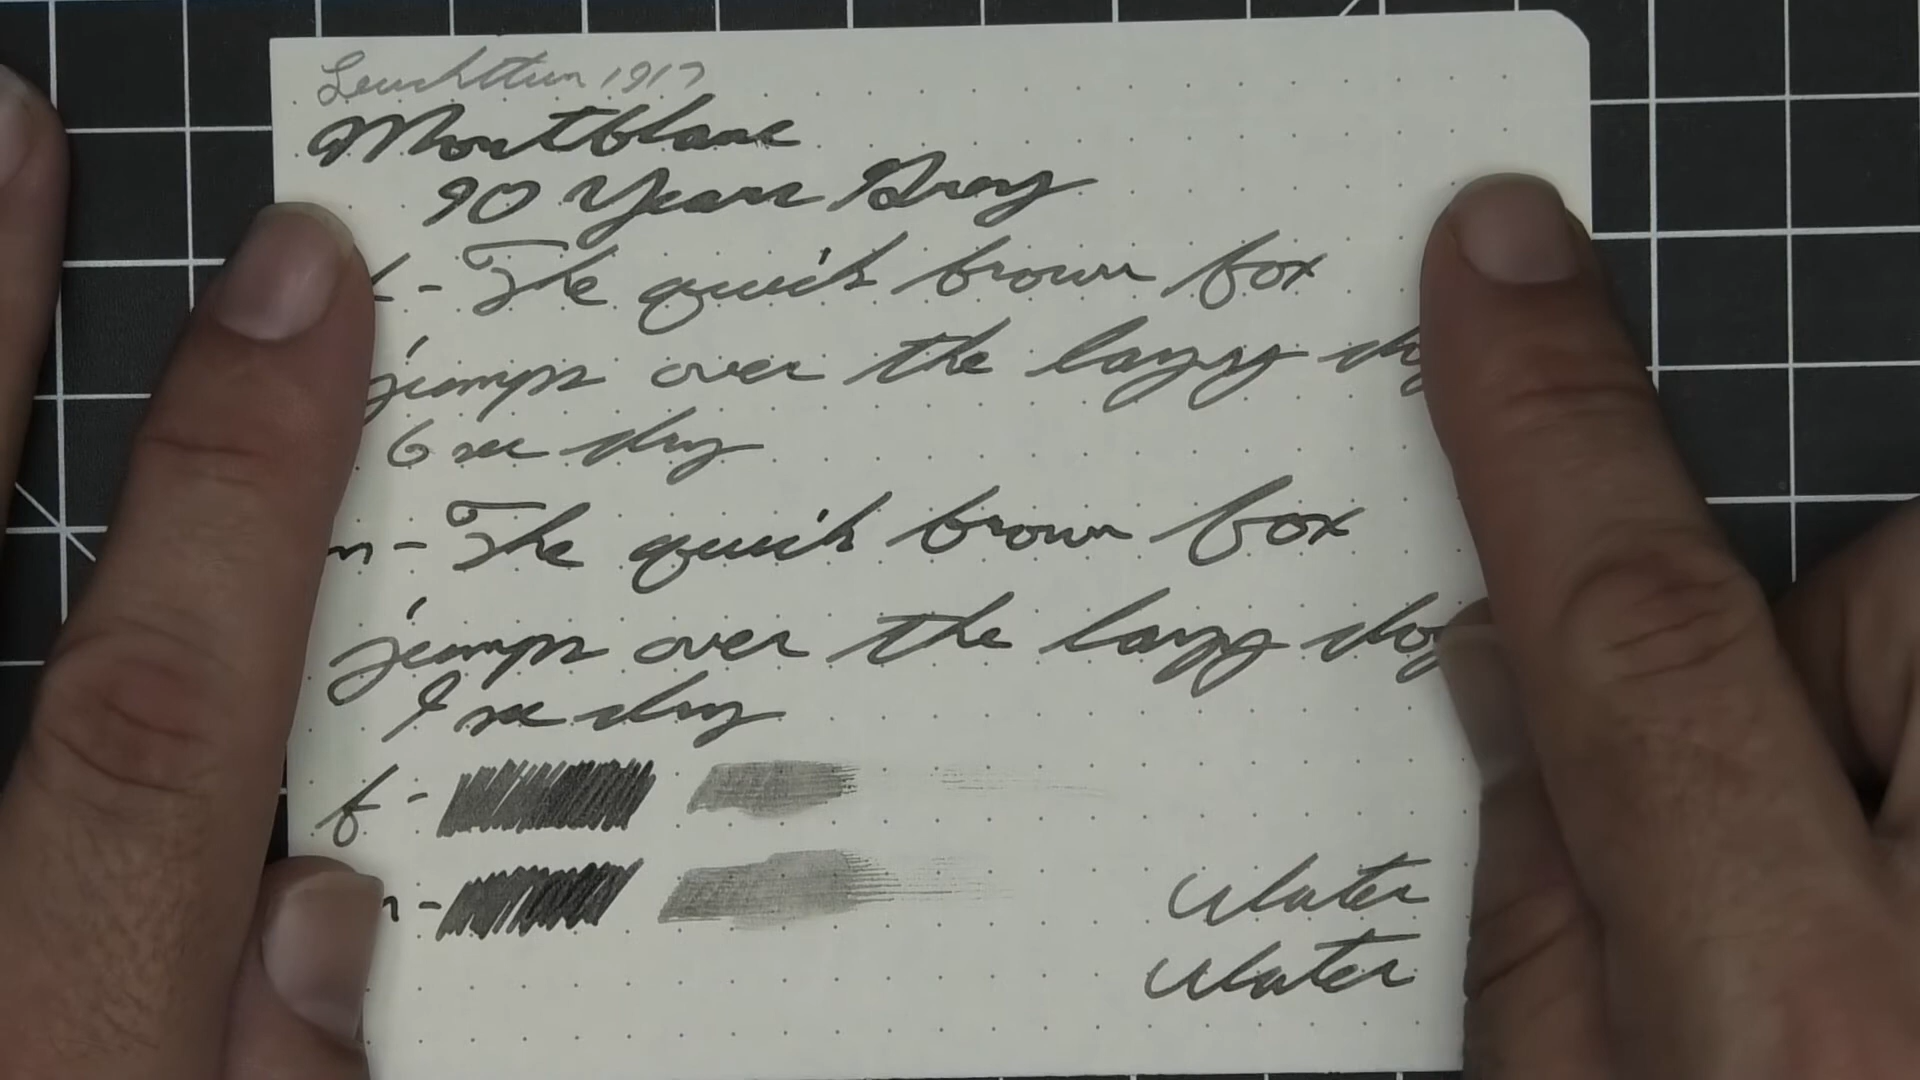 Leuchtturm 1917
Montblanc
90 Years Gray
f - The quick brown fox
jumps over the lazy dog
6 sec dry
m - The quick brown fox
jumps over the lazy dog
9 sec dry
f -
m -
Water
Water